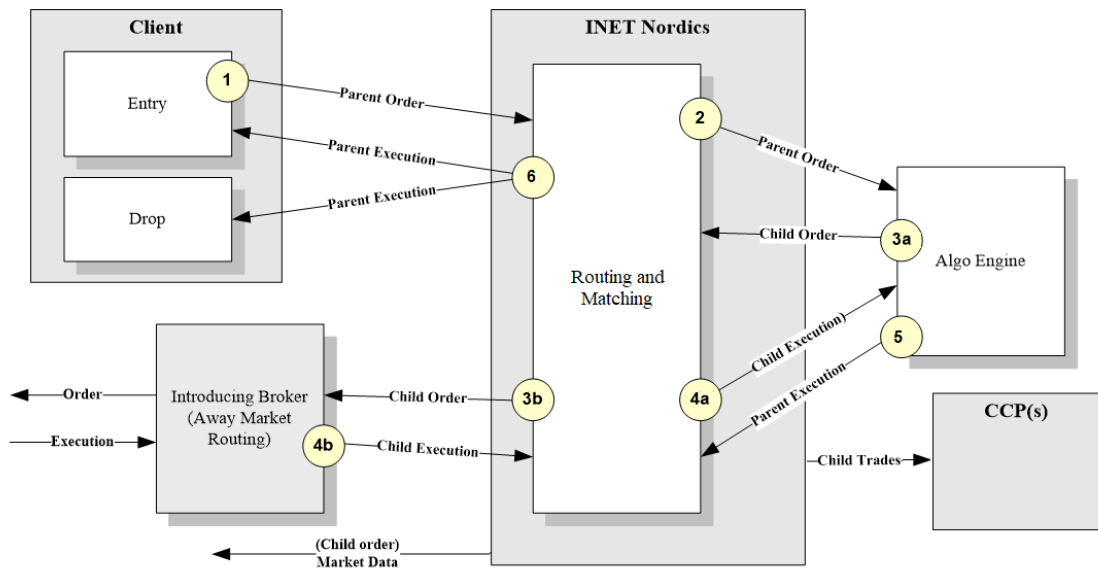 Client
INET Nordics
Entry
1
Parent Order
2
Parent Order
Parent Execution
6
Parent Execution
Drop
Child Order
3a
Algo Engine
Routing and
Matching
Child Execution)
5
Parent Execution
Introducing Broker
(Away Market
Routing)
Order
Execution
Child Order
3b
4a
4b
Child Execution
CCP(s)
Child Trades
(Child order)
Market Data